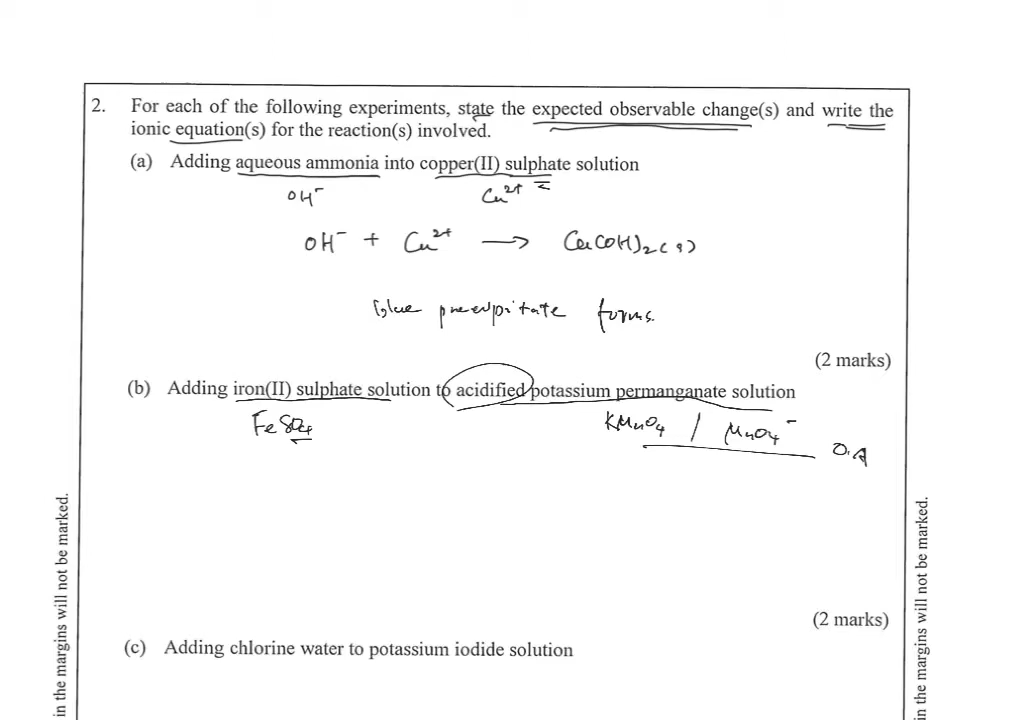 2. For each of the following experiments, state the expected observable change(s) and write the
ionic equation(s) for the reaction(s) involved.
(a) Adding aqueous ammonia into copper(II) sulphate solution
OH⁻ Cu²⁺
OH⁻ + Cu²⁺ → Cu(OH)₂(s)
Blue precipitate forms.
(2 marks)
(b) Adding iron(II) sulphate solution to acidified potassium permanganate solution
FeSO₄ KMnO₄ / MnO₄⁻ O.A
(2 marks)
(c) Adding chlorine water to potassium iodide solution
in the margins will not be marked.
in the margins will not be marked.